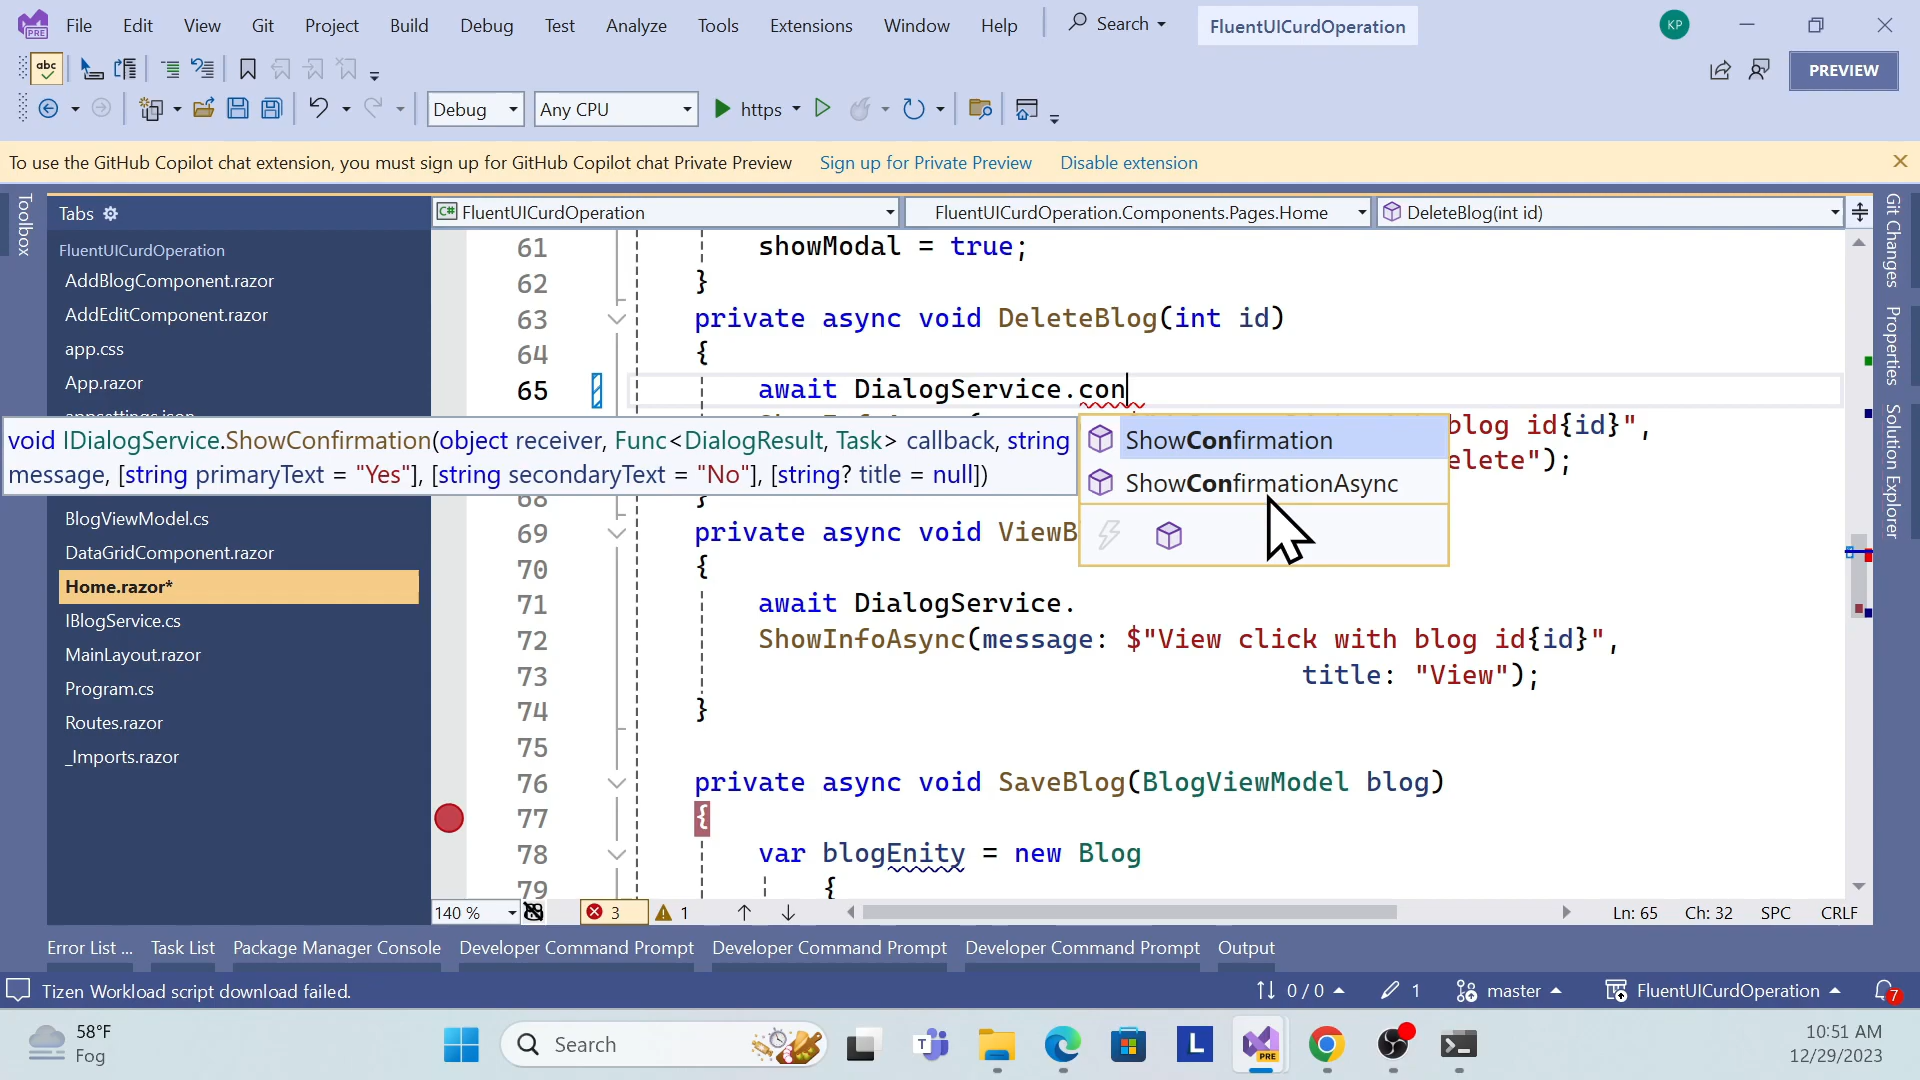 File Edit View Git Project Build Debug Test Analyze Tools Extensions Window Help Search FluentUICurdOperation KP
PRE
abc
PREVIEW
Debug Any CPU https
To use the GitHub Copilot chat extension, you must sign up for GitHub Copilot chat Private Preview Sign up for Private Preview Disable extension
Toolbox
Tabs
FluentUICurdOperation
AddBlogComponent.razor
AddEditComponent.razor
app.css
App.razor
BlogViewModel.cs
DataGridComponent.razor
Home.razor*
IBlogService.cs
MainLayout.razor
Program.cs
Routes.razor
_Imports.razor
C# FluentUICurdOperation FluentUICurdOperation.Components.Pages.Home DeleteBlog(int id)
61 showModal = true;
62 }
63 private async void DeleteBlog(int id)
64 {
65 await DialogService.con
blog id{id}",
elete");
void IDialogService.ShowConfirmation(object receiver, Func<DialogResult, Task> callback, string
message, [string primaryText = "Yes"], [string secondaryText = "No"], [string? title = null])
ShowConfirmation
ShowConfirmationAsync
68 }
69 private async void ViewB
70 {
71 await DialogService.
72 ShowInfoAsync(message: $"View click with blog id{id}",
73 title: "View");
74 }
75
76 private async void SaveBlog(BlogViewModel blog)
77 {
78 var blogEnity = new Blog
79 {
Git Changes
Properties
Solution Explorer
140 % 3 1 Ln: 65 Ch: 32 SPC CRLF
Error List ... Task List Package Manager Console Developer Command Prompt Developer Command Prompt Developer Command Prompt Output
Tizen Workload script download failed. 0 / 0 1 master FluentUICurdOperation 7
58°F
Fog
Search
T
L
PRE
10:51 AM
12/29/2023